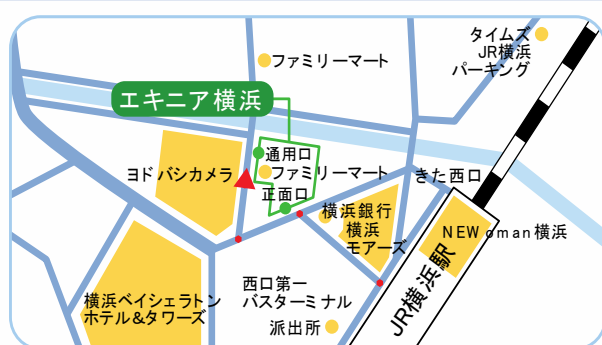 タイムズ
JR横浜
パーキング
ファミリーマート
エキニア横浜
通用口
ファミリーマート
ヨドバシカメラ
きた西口
正面口
横浜銀行
横浜
モアーズ
NEWoman横浜
JR横浜駅
西口第一
バスターミナル
横浜ベイシェラトン
ホテル&タワーズ
派出所